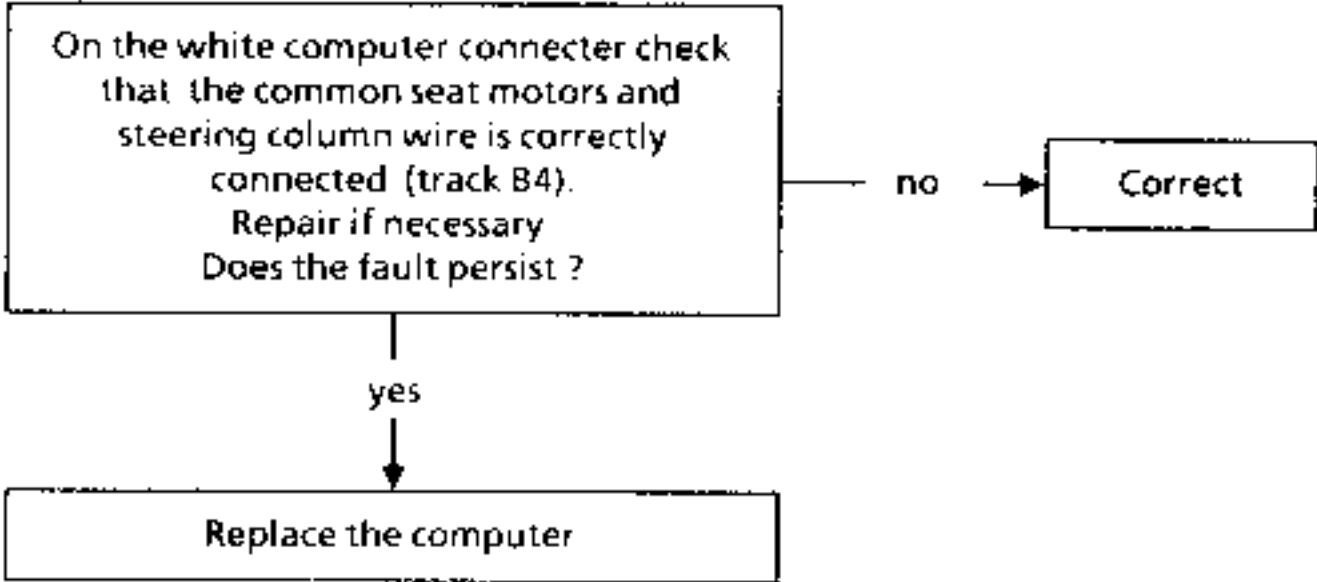 On the white computer connecter check
that the common seat motors and
steering column wire is correctly
connected (track B4).
Repair if necessary
Does the fault persist ?
no
Correct
yes
Replace the computer